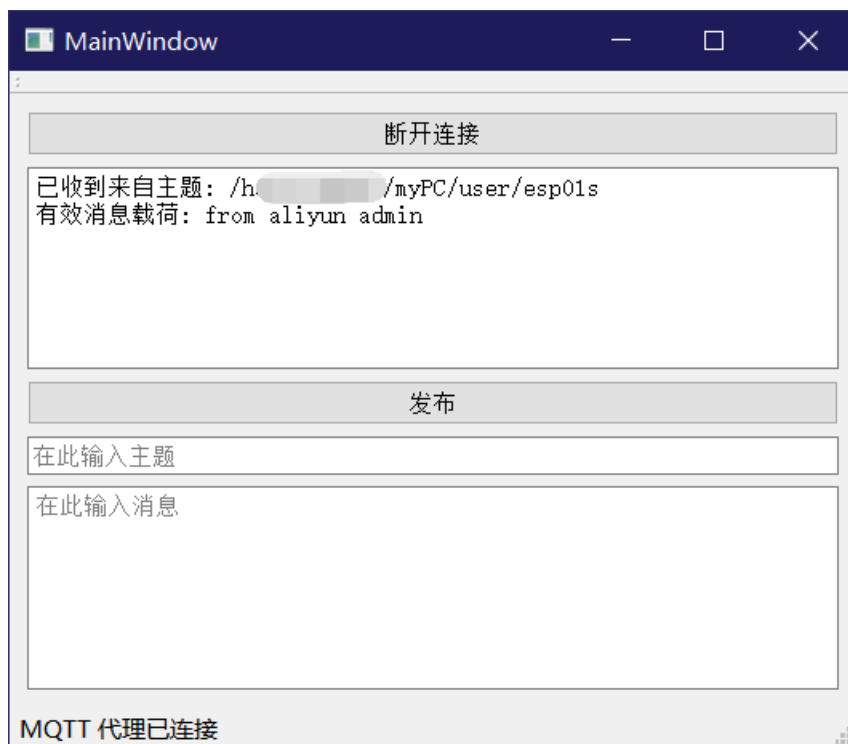 MainWindow
断开连接
已收到来自主题: /h /myPC/user/esp01s
有效消息载荷: from aliyun admin
发布
在此输入主题
在此输入消息
MQTT 代理已连接